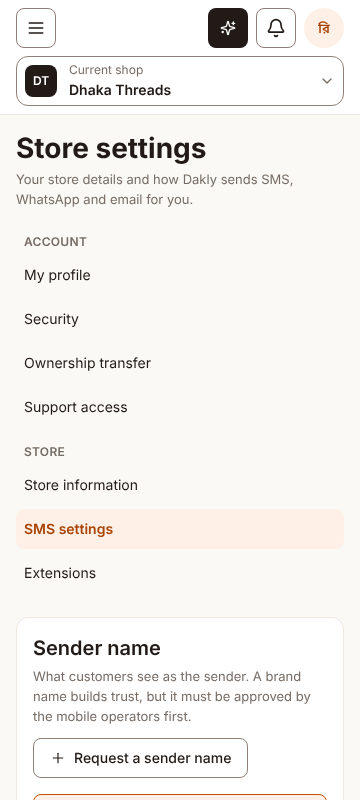 রি
DT
Current shop
Dhaka Threads
Store settings
Your store details and how Dakly sends SMS,
WhatsApp and email for you.
ACCOUNT
My profile
Security
Ownership transfer
Support access
STORE
Store information
SMS settings
Extensions
Sender name
What customers see as the sender. A brand
name builds trust, but it must be approved by
the mobile operators first.
Request a sender name